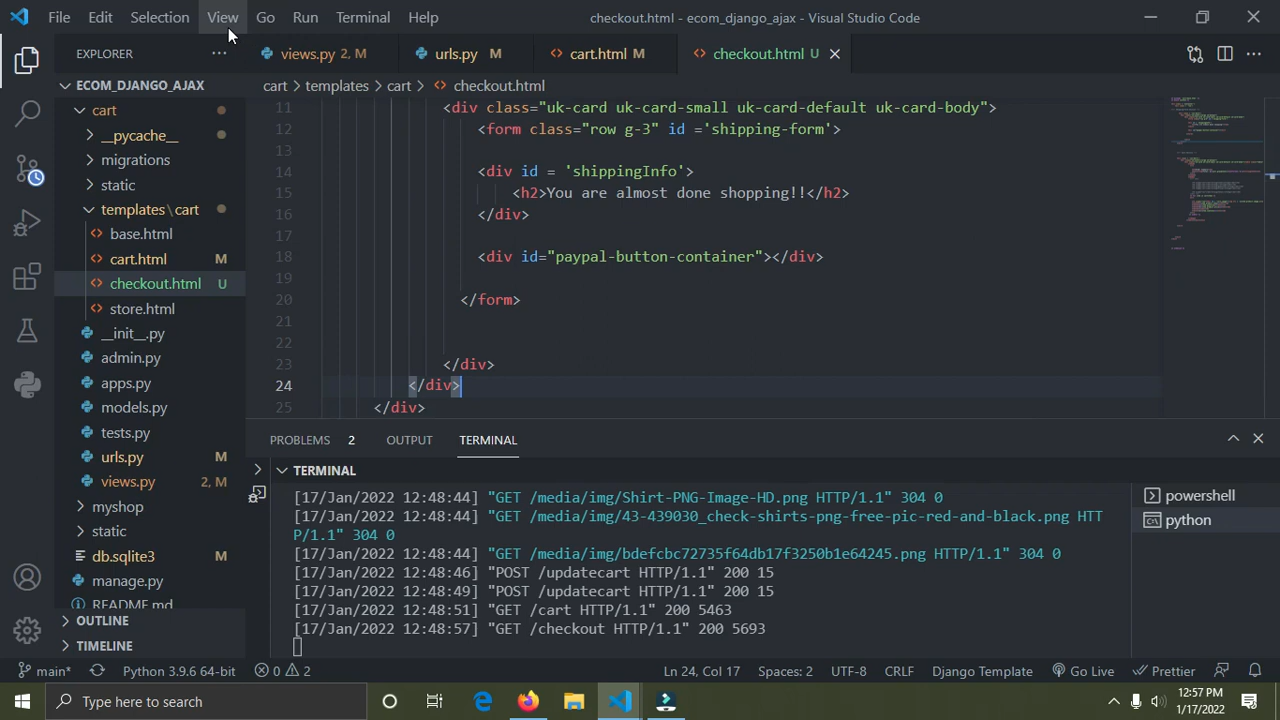 File Edit Selection View Go Run Terminal Help checkout.html - ecom_django_ajax - Visual Studio Code
EXPLORER
views.py 2, M urls.py M cart.html M checkout.html U
ECOM_DJANGO_AJAX
cart
__pycache__
migrations
static
templates\cart
base.html
cart.html M
checkout.html U
store.html
__init__.py
admin.py
apps.py
models.py
tests.py
urls.py M
views.py 2, M
myshop
static
db.sqlite3 M
manage.py
README.md
OUTLINE
TIMELINE
cart > templates > cart > checkout.html
11 <div class="uk-card uk-card-small uk-card-default uk-card-body">
12 <form class="row g-3" id ='shipping-form'>
13
14 <div id = 'shippingInfo'>
15 <h2>You are almost done shopping!!</h2>
16 </div>
17
18 <div id="paypal-button-container"></div>
19
20 </form>
21
22
23 </div>
24 </div>
25 </div>
PROBLEMS 2 OUTPUT TERMINAL
TERMINAL
[17/Jan/2022 12:48:44] "GET /media/img/Shirt-PNG-Image-HD.png HTTP/1.1" 304 0
[17/Jan/2022 12:48:44] "GET /media/img/43-439030_check-shirts-png-free-pic-red-and-black.png HTT
P/1.1" 304 0
[17/Jan/2022 12:48:44] "GET /media/img/bdefcbc72735f64db17f3250b1e64245.png HTTP/1.1" 304 0
[17/Jan/2022 12:48:46] "POST /updatecart HTTP/1.1" 200 15
[17/Jan/2022 12:48:49] "POST /updatecart HTTP/1.1" 200 15
[17/Jan/2022 12:48:51] "GET /cart HTTP/1.1" 200 5463
[17/Jan/2022 12:48:57] "GET /checkout HTTP/1.1" 200 5693
powershell
python
main* Python 3.9.6 64-bit 0 2 Ln 24, Col 17 Spaces: 2 UTF-8 CRLF Django Template Go Live Prettier
Type here to search
12:57 PM
1/17/2022